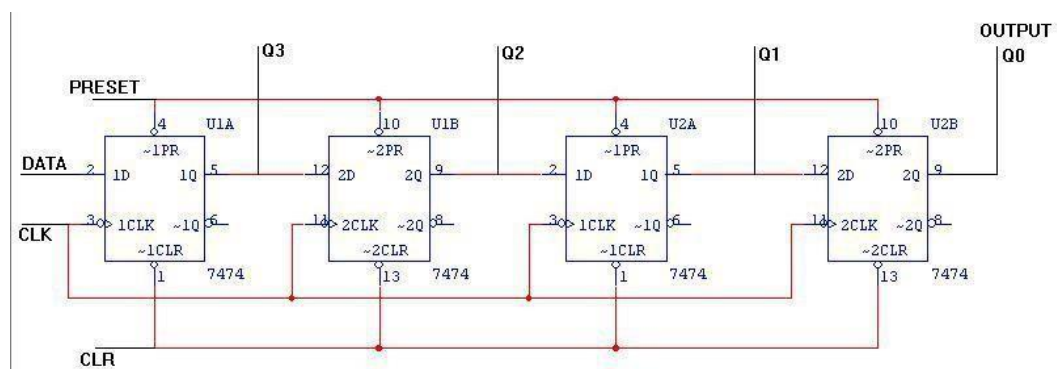 OUTPUT
Q3
Q2
Q1
Q0
PRESET
4
U1A
10
U1B
4
U2A
10
U2B
~1PR
~2PR
~1PR
~2PR
DATA
2
1D
1Q
5
12
2D
2Q
9
2
1D
1Q
5
12
2D
2Q
9
CLK
3
1CLK
~1Q
6
11
2CLK
~2Q
8
3
1CLK
~1Q
6
11
2CLK
~2Q
8
~1CLR
~2CLR
~1CLR
~2CLR
1
7474
13
7474
1
7474
13
7474
CLR